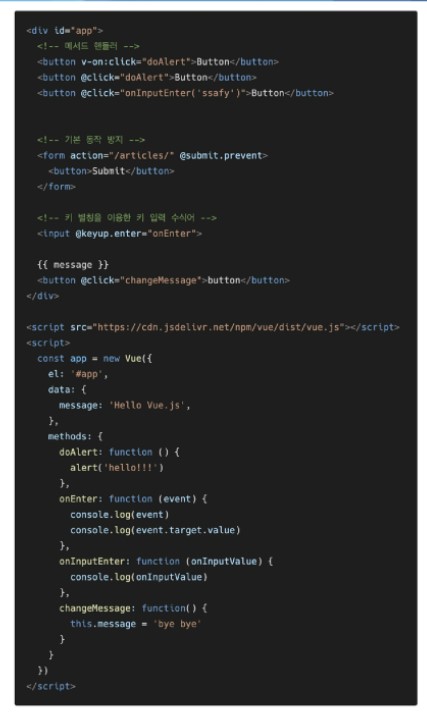 <div id="app">
<!-- 메서드 핸들러 -->
<button v-on:click="doAlert">Button</button>
<button @click="doAlert">Button</button>
<button @click="onInputEnter('ssafy')">Button</button>
<!-- 기본 동작 방지 -->
<form action="/articles/" @submit.prevent>
<button>Submit</button>
</form>
<!-- 키 별칭을 이용한 키 입력 수식어 -->
<input @keyup.enter="onEnter">
{{ message }}
<button @click="changeMessage">button</button>
</div>
<script src="https://cdn.jsdelivr.net/npm/vue/dist/vue.js"></script>
<script>
const app = new Vue({
el: '#app',
data: {
message: 'Hello Vue.js',
},
methods: {
doAlert: function () {
alert('hello!!!')
},
onEnter: function (event) {
console.log(event)
console.log(event.target.value)
},
onInputEnter: function (onInputValue) {
console.log(onInputValue)
},
changeMessage: function() {
this.message = 'bye bye'
}
}
})
</script>